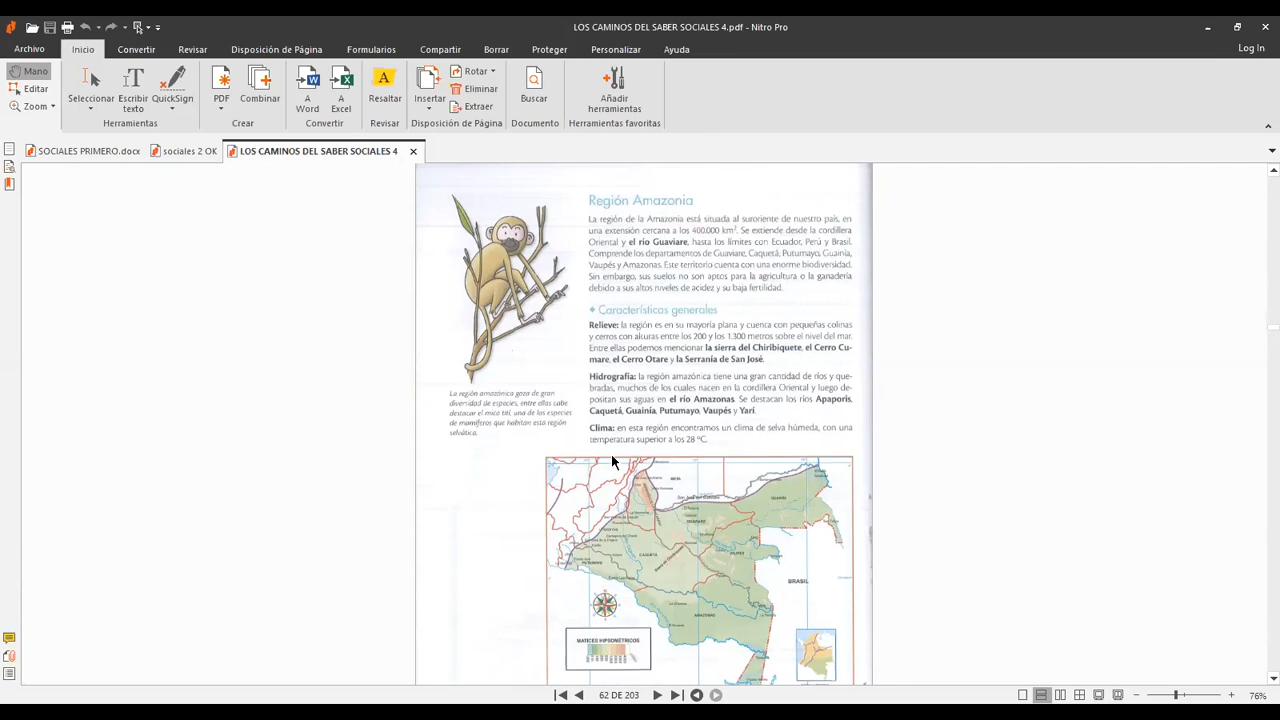 LOS CAMINOS DEL SABER SOCIALES 4.pdf - Nitro Pro
Archivo Inicio Convertir Revisar Disposición de Página Formularios Compartir Borrar Proteger Personalizar Ayuda Log In
Mano
Editar
Zoom
Seleccionar
Escribir texto
QuickSign
PDF
Combinar
A Word
A Excel
Resaltar
Insertar
Rotar
Eliminar
Extraer
Buscar
Añadir herramientas
Herramientas Crear Convertir Revisar Disposición de Página Documento Herramientas favoritas
SOCIALES PRIMERO.docx sociales 2 OK LOS CAMINOS DEL SABER SOCIALES 4
Región Amazonia
La región de la Amazonia está situada al suroriente de nuestro país, en
una extensión cercana a los 400.000 km². Se extiende desde la cordillera
Oriental y el río Guaviare, hasta los límites con Ecuador, Perú y Brasil.
Comprende los departamentos de Guaviare, Caquetá, Putumayo, Guainía,
Vaupés y Amazonas. Este territorio cuenta con una enorme biodiversidad.
Sin embargo, sus suelos no son aptos para la agricultura o la ganadería
debido a sus altos niveles de acidez y su baja fertilidad.
Características generales
Relieve: la región es en su mayoría plana y cuenta con pequeñas colinas
y cerros con alturas entre los 200 y los 1.300 metros sobre el nivel del mar.
Entre ellas podemos mencionar la sierra del Chiribiquete, el Cerro Cu-
mare, el Cerro Otare y la Serranía de San José.
Hidrografía: la región amazónica tiene una gran cantidad de ríos y que-
bradas, muchos de los cuales nacen en la cordillera Oriental y luego de-
positan sus aguas en el río Amazonas. Se destacan los ríos Apaporis,
Caquetá, Guainía, Putumayo, Vaupés y Yarí.
Clima: en esta región encontramos un clima de selva húmeda, con una
temperatura superior a los 28 ºC.
La región amazónica goza de gran
diversidad de especies, entre ellas cabe
destacar el mico tití, una de las especies
de mamíferos que habitan esta región
selvática.
META
GUAINÍA
GUAVIARE
CAQUETÁ
VAUPÉS
PUTUMAYO
BRASIL
AMAZONAS
MATICES HIPSOMÉTRICOS
62 DE 203
76%